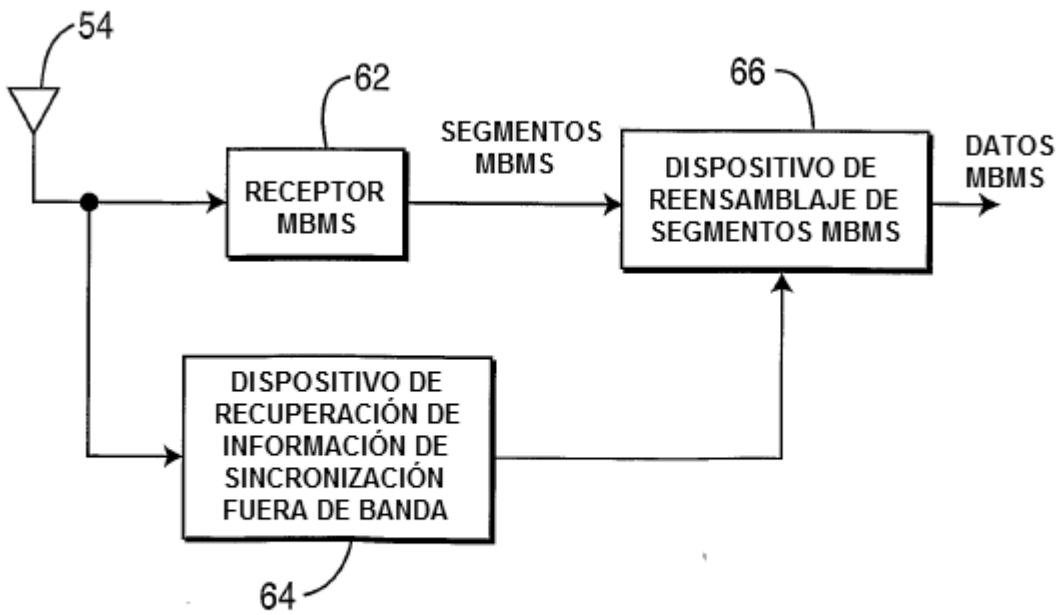 54
62
66
SEGMENTOS
MBMS
DATOS
MBMS
RECEPTOR
MBMS
DISPOSITIVO DE
REENSAMBLAJE DE
SEGMENTOS MBMS
DISPOSITIVO DE
RECUPERACIÓN DE
INFORMACIÓN DE
SINCRONIZACIÓN
FUERA DE BANDA
64